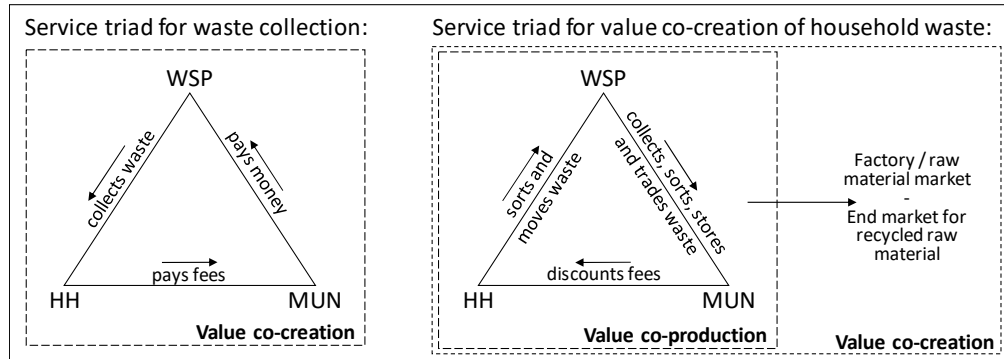 Service triad for waste collection:
WSP
collects waste
pays money
pays fees
HH
MUN
Value co-creation
Service triad for value co-creation of household waste:
WSP
sorts and
moves waste
collects, sorts, stores
and trades waste
discounts fees
HH
MUN
Value co-production
Factory / raw
material market
-
End market for
recycled raw
material
Value co-creation